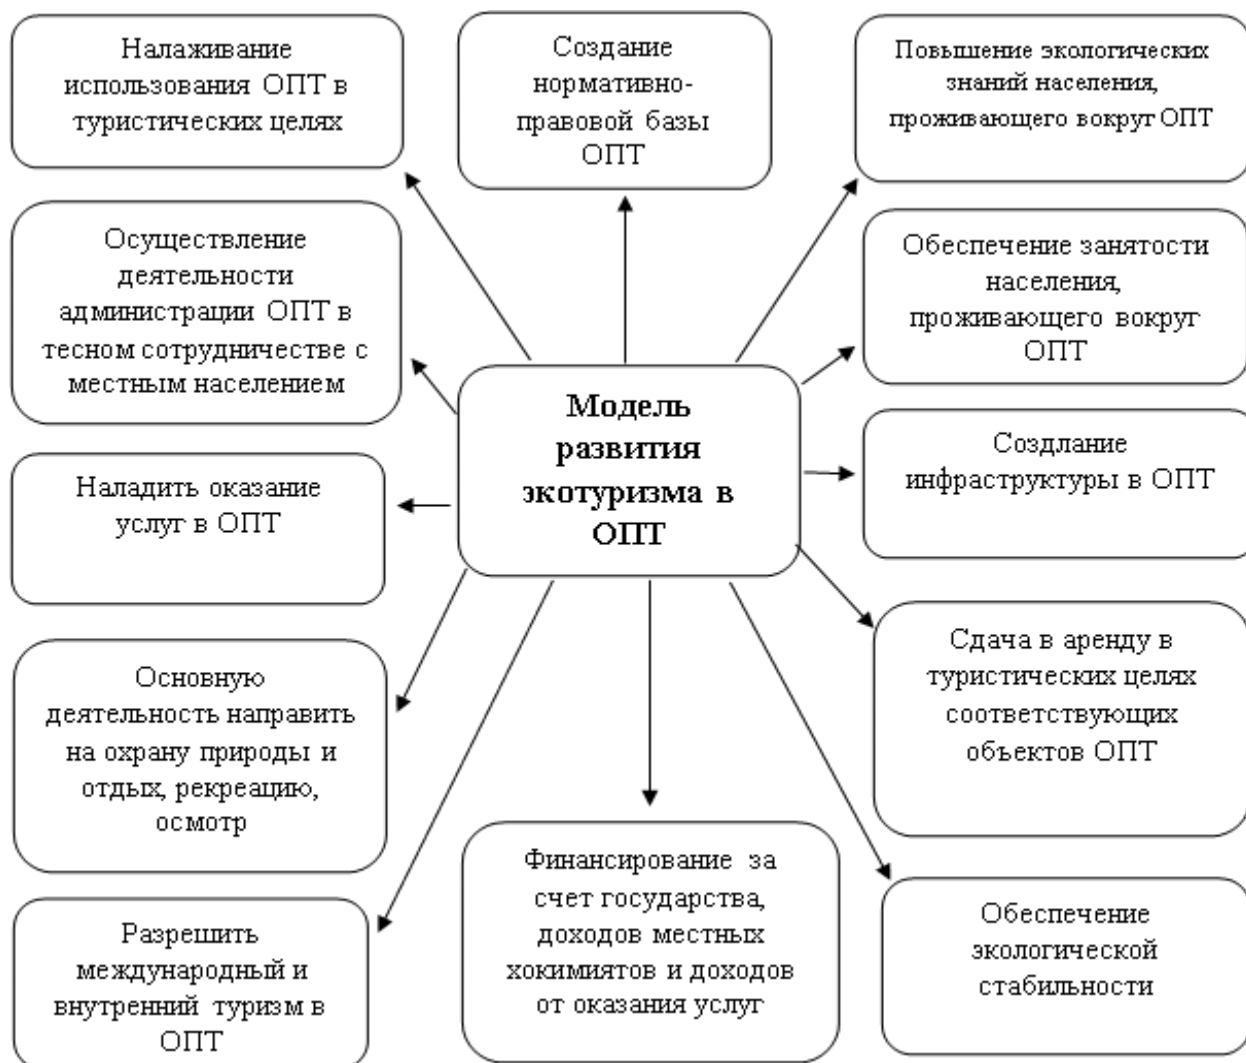 Налаживание
использования ОПТ в
туристических целях
Создание
нормативно-
правовой базы
ОПТ
Повышение экологических
знаний населения,
проживающего вокруг ОПТ
Осуществление
деятельности
администрации ОПТ в
тесном сотрудничестве с
местным населением
Обеспечение занятости
населения,
проживающего вокруг
ОПТ
Модель
развития
экотуризма в
ОПТ
Наладить оказание
услуг в ОПТ
Создлание
инфраструктуры в ОПТ
Основную
деятельность направить
на охрану природы и
отдых, рекреацию,
осмотр
Сдача в аренду в
туристических целях
соответствующих
объектов ОПТ
Разрешить
международный и
внутренний туризм в
ОПТ
Финансирование за
счет государства,
доходов местных
хокимиятов и доходов
от оказания услуг
Обеспечение
экологической
стабильности